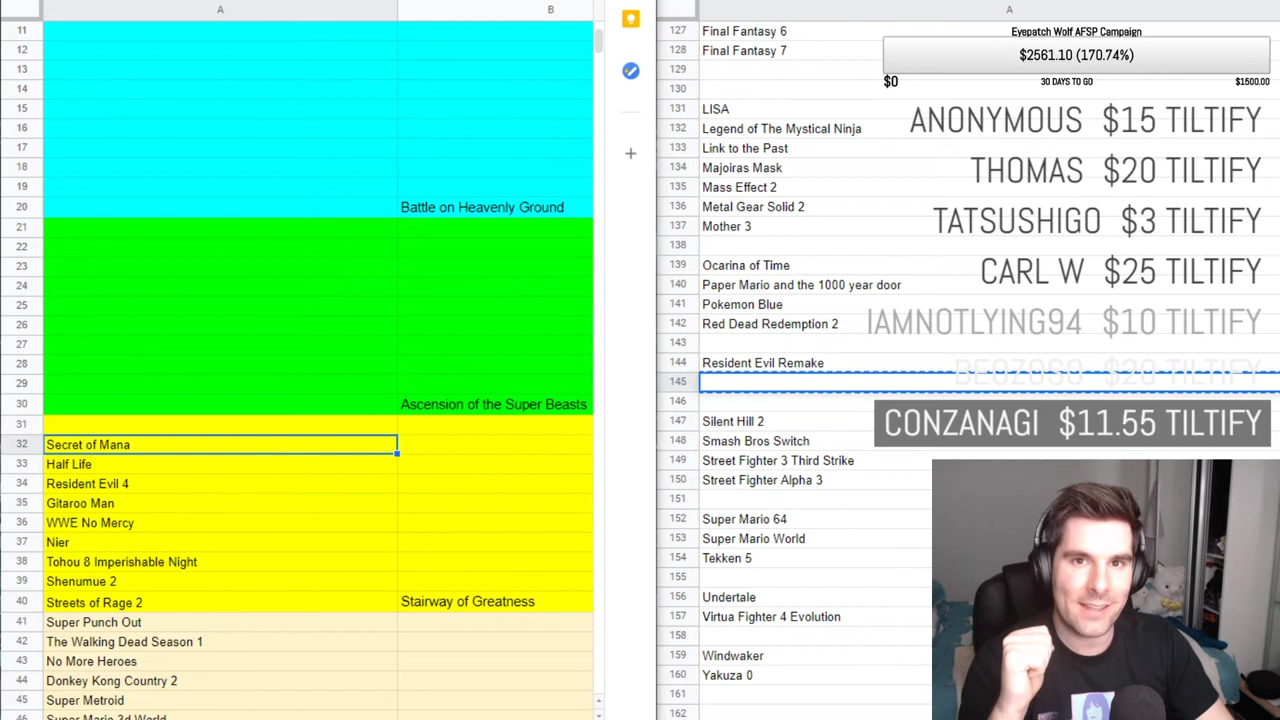 A
B
11
12
13
14
15
16
17
18
19
20 Battle on Heavenly Ground
21
22
23
24
25
26
27
28
29
30 Ascension of the Super Beasts
31
32 Secret of Mana
33 Half Life
34 Resident Evil 4
35 Gitaroo Man
36 WWE No Mercy
37 Nier
38 Tohou 8 Imperishable Night
39 Shenumue 2
40 Streets of Rage 2 Stairway of Greatness
41 Super Punch Out
42 The Walking Dead Season 1
43 No More Heroes
44 Donkey Kong Country 2
45 Super Metroid
46 Super Mario 3d World
A
127 Final Fantasy 6
128 Final Fantasy 7
129
130
131 LISA
132 Legend of The Mystical Ninja
133 Link to the Past
134 Majoiras Mask
135 Mass Effect 2
136 Metal Gear Solid 2
137 Mother 3
138
139 Ocarina of Time
140 Paper Mario and the 1000 year door
141 Pokemon Blue
142 Red Dead Redemption 2
143
144 Resident Evil Remake
145
146
147 Silent Hill 2
148 Smash Bros Switch
149 Street Fighter 3 Third Strike
150 Street Fighter Alpha 3
151
152 Super Mario 64
153 Super Mario World
154 Tekken 5
155
156 Undertale
157 Virtua Fighter 4 Evolution
158
159 Windwaker
160 Yakuza 0
161
162
Eyepatch Wolf AFSP Campaign
$2561.10 (170.74%)
$0 30 DAYS TO GO $1500.00
ANONYMOUS $15 TILTIFY
THOMAS $20 TILTIFY
TATSUSHIGO $3 TILTIFY
CARL W $25 TILTIFY
IAMNOTLYING94 $10 TILTIFY
BEOZOSO $20 TILTIFY
CONZANAGI $11.55 TILTIFY